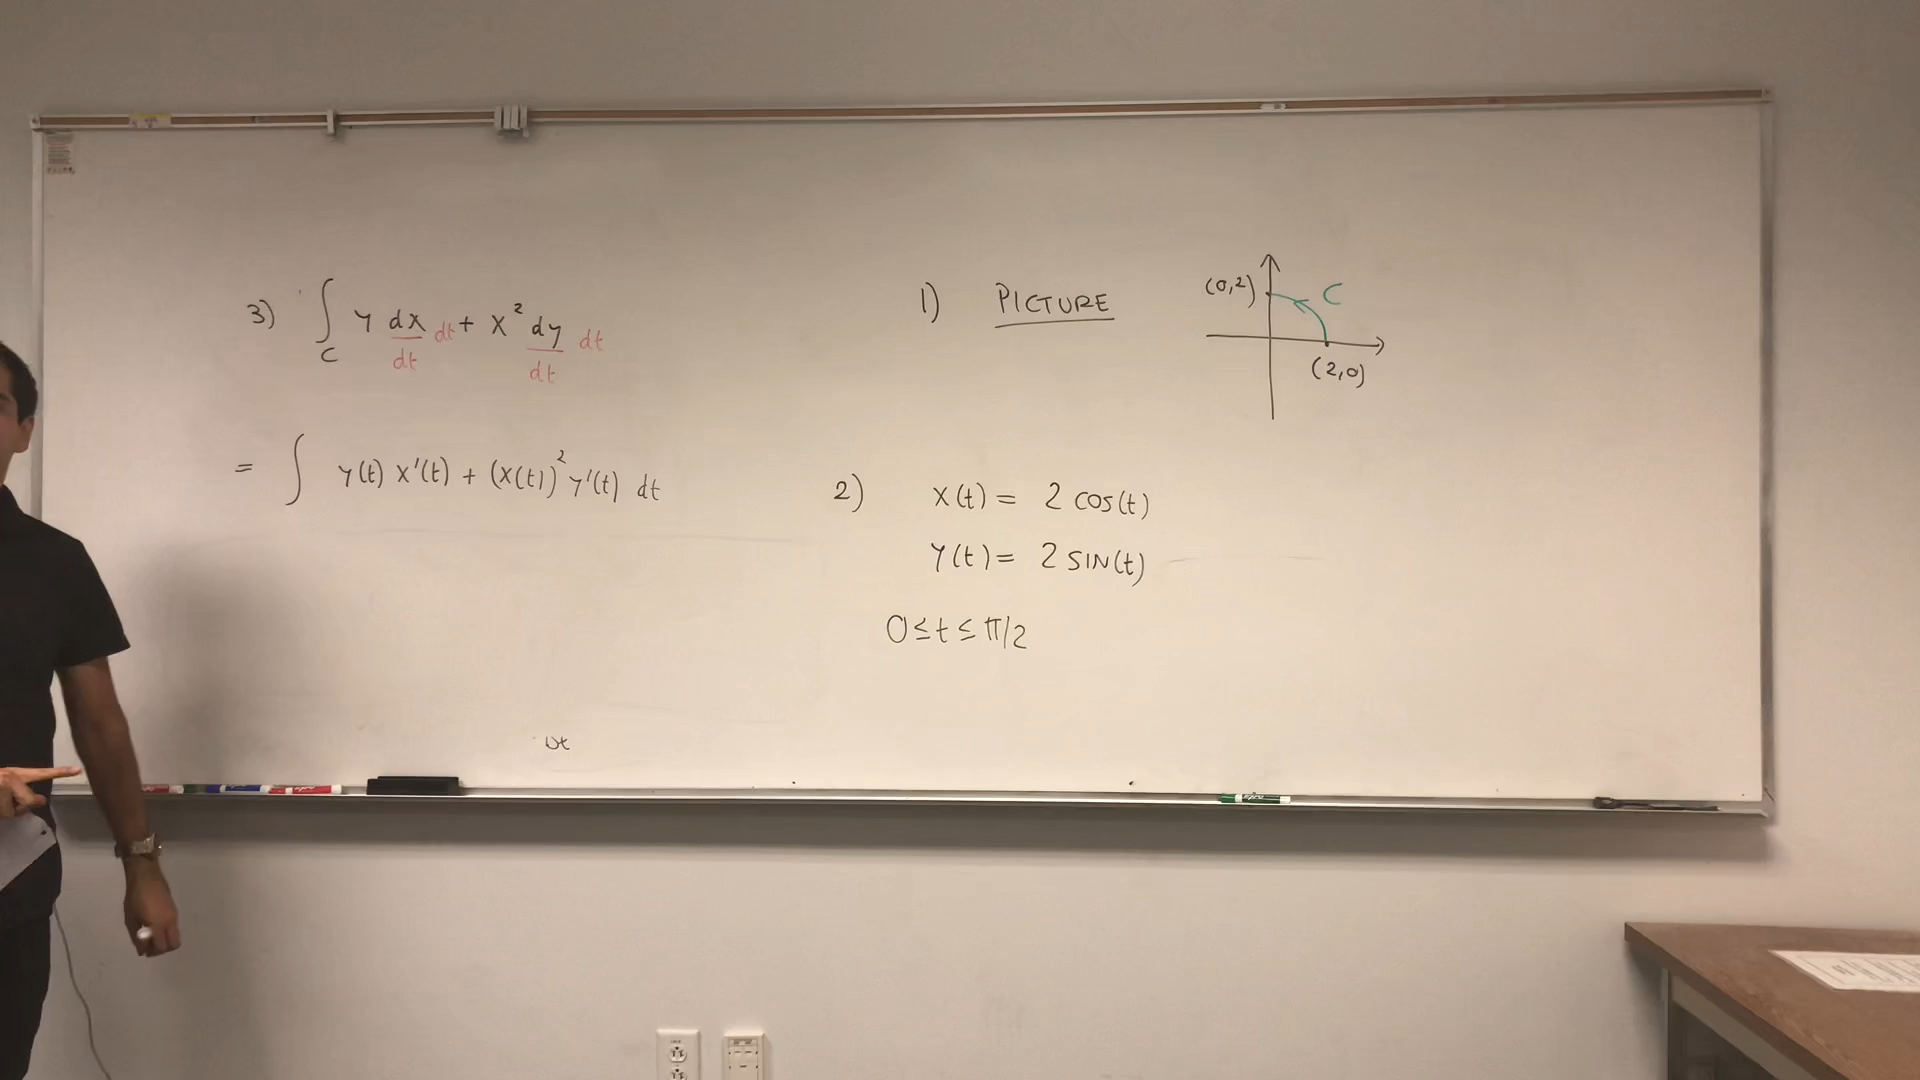 3) ∫_C y dx/dt dt + x² dy/dt dt
= ∫ y(t) x'(t) + (x(t))² y'(t) dt
1) PICTURE
(0,2)
C
(2,0)
2) x(t) = 2 cos(t)
y(t) = 2 SIN(t)
0 ≤ t ≤ π/2